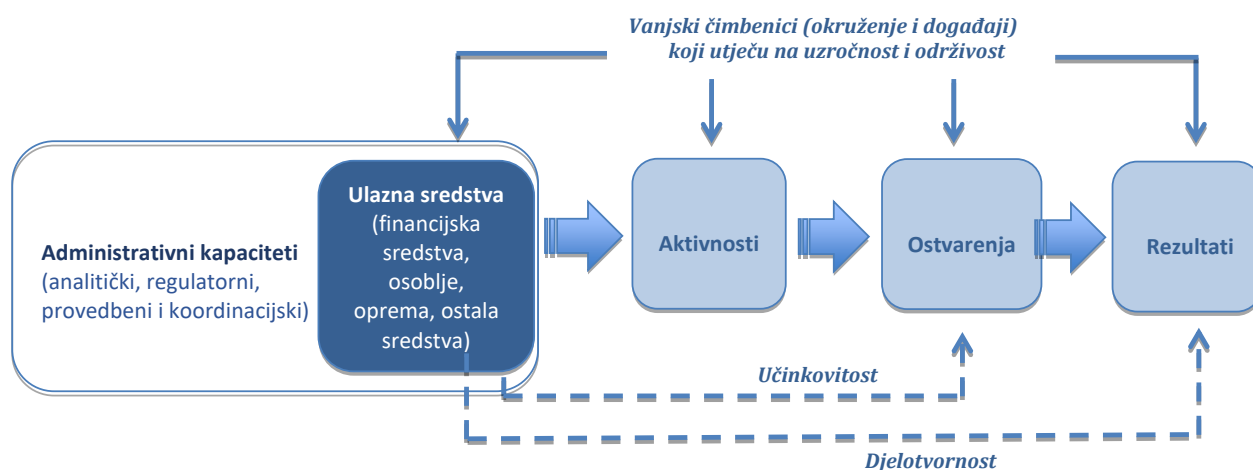 Vanjski čimbenici (okruženje i događaji)
koji utječu na uzročnost i održivost
Administrativni kapaciteti
(analitički, regulatorni,
provedbeni i koordinacijski)
Ulazna sredstva
(financijska
sredstva,
osoblje,
oprema, ostala
sredstva)
Aktivnosti
Ostvarenja
Rezultati
Učinkovitost
Djelotvornost